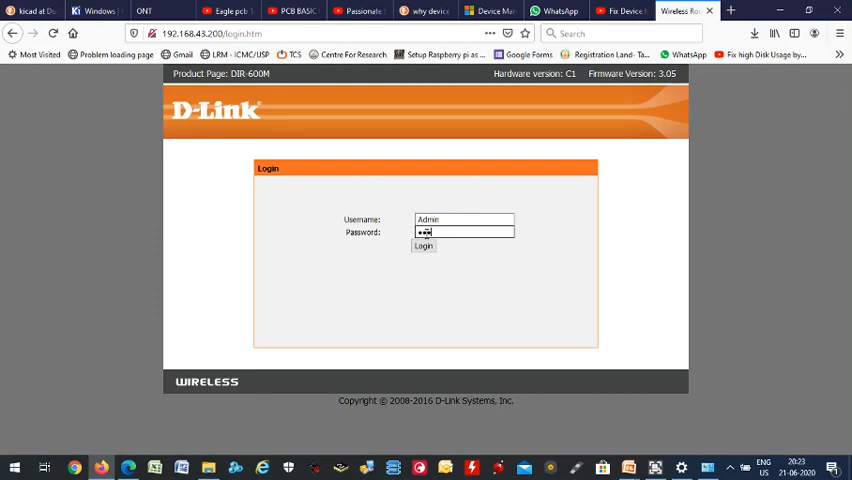 kicad at Du
Windows |
ONT
Eagle pcb
PCB BASIC
Passionate
why device
Device Man
WhatsApp
Fix Device
Wireless Ro
192.168.43.200/login.htm
Search
Most Visited
Problem loading page
Gmail
LRM - ICMC/USP
TCS
Centre For Research
Setup Raspberry pi as ...
Google Forms
Registration Land- Ta...
WhatsApp
Fix high Disk Usage by...
Product Page: DIR-600M
Hardware version: C1
Firmware Version: 3.05
D-Link
Login
Username:
Admin
Password:
Login
WIRELESS
Copyright © 2008-2016 D-Link Systems, Inc.
ENG
US
20:23
21-06-2020